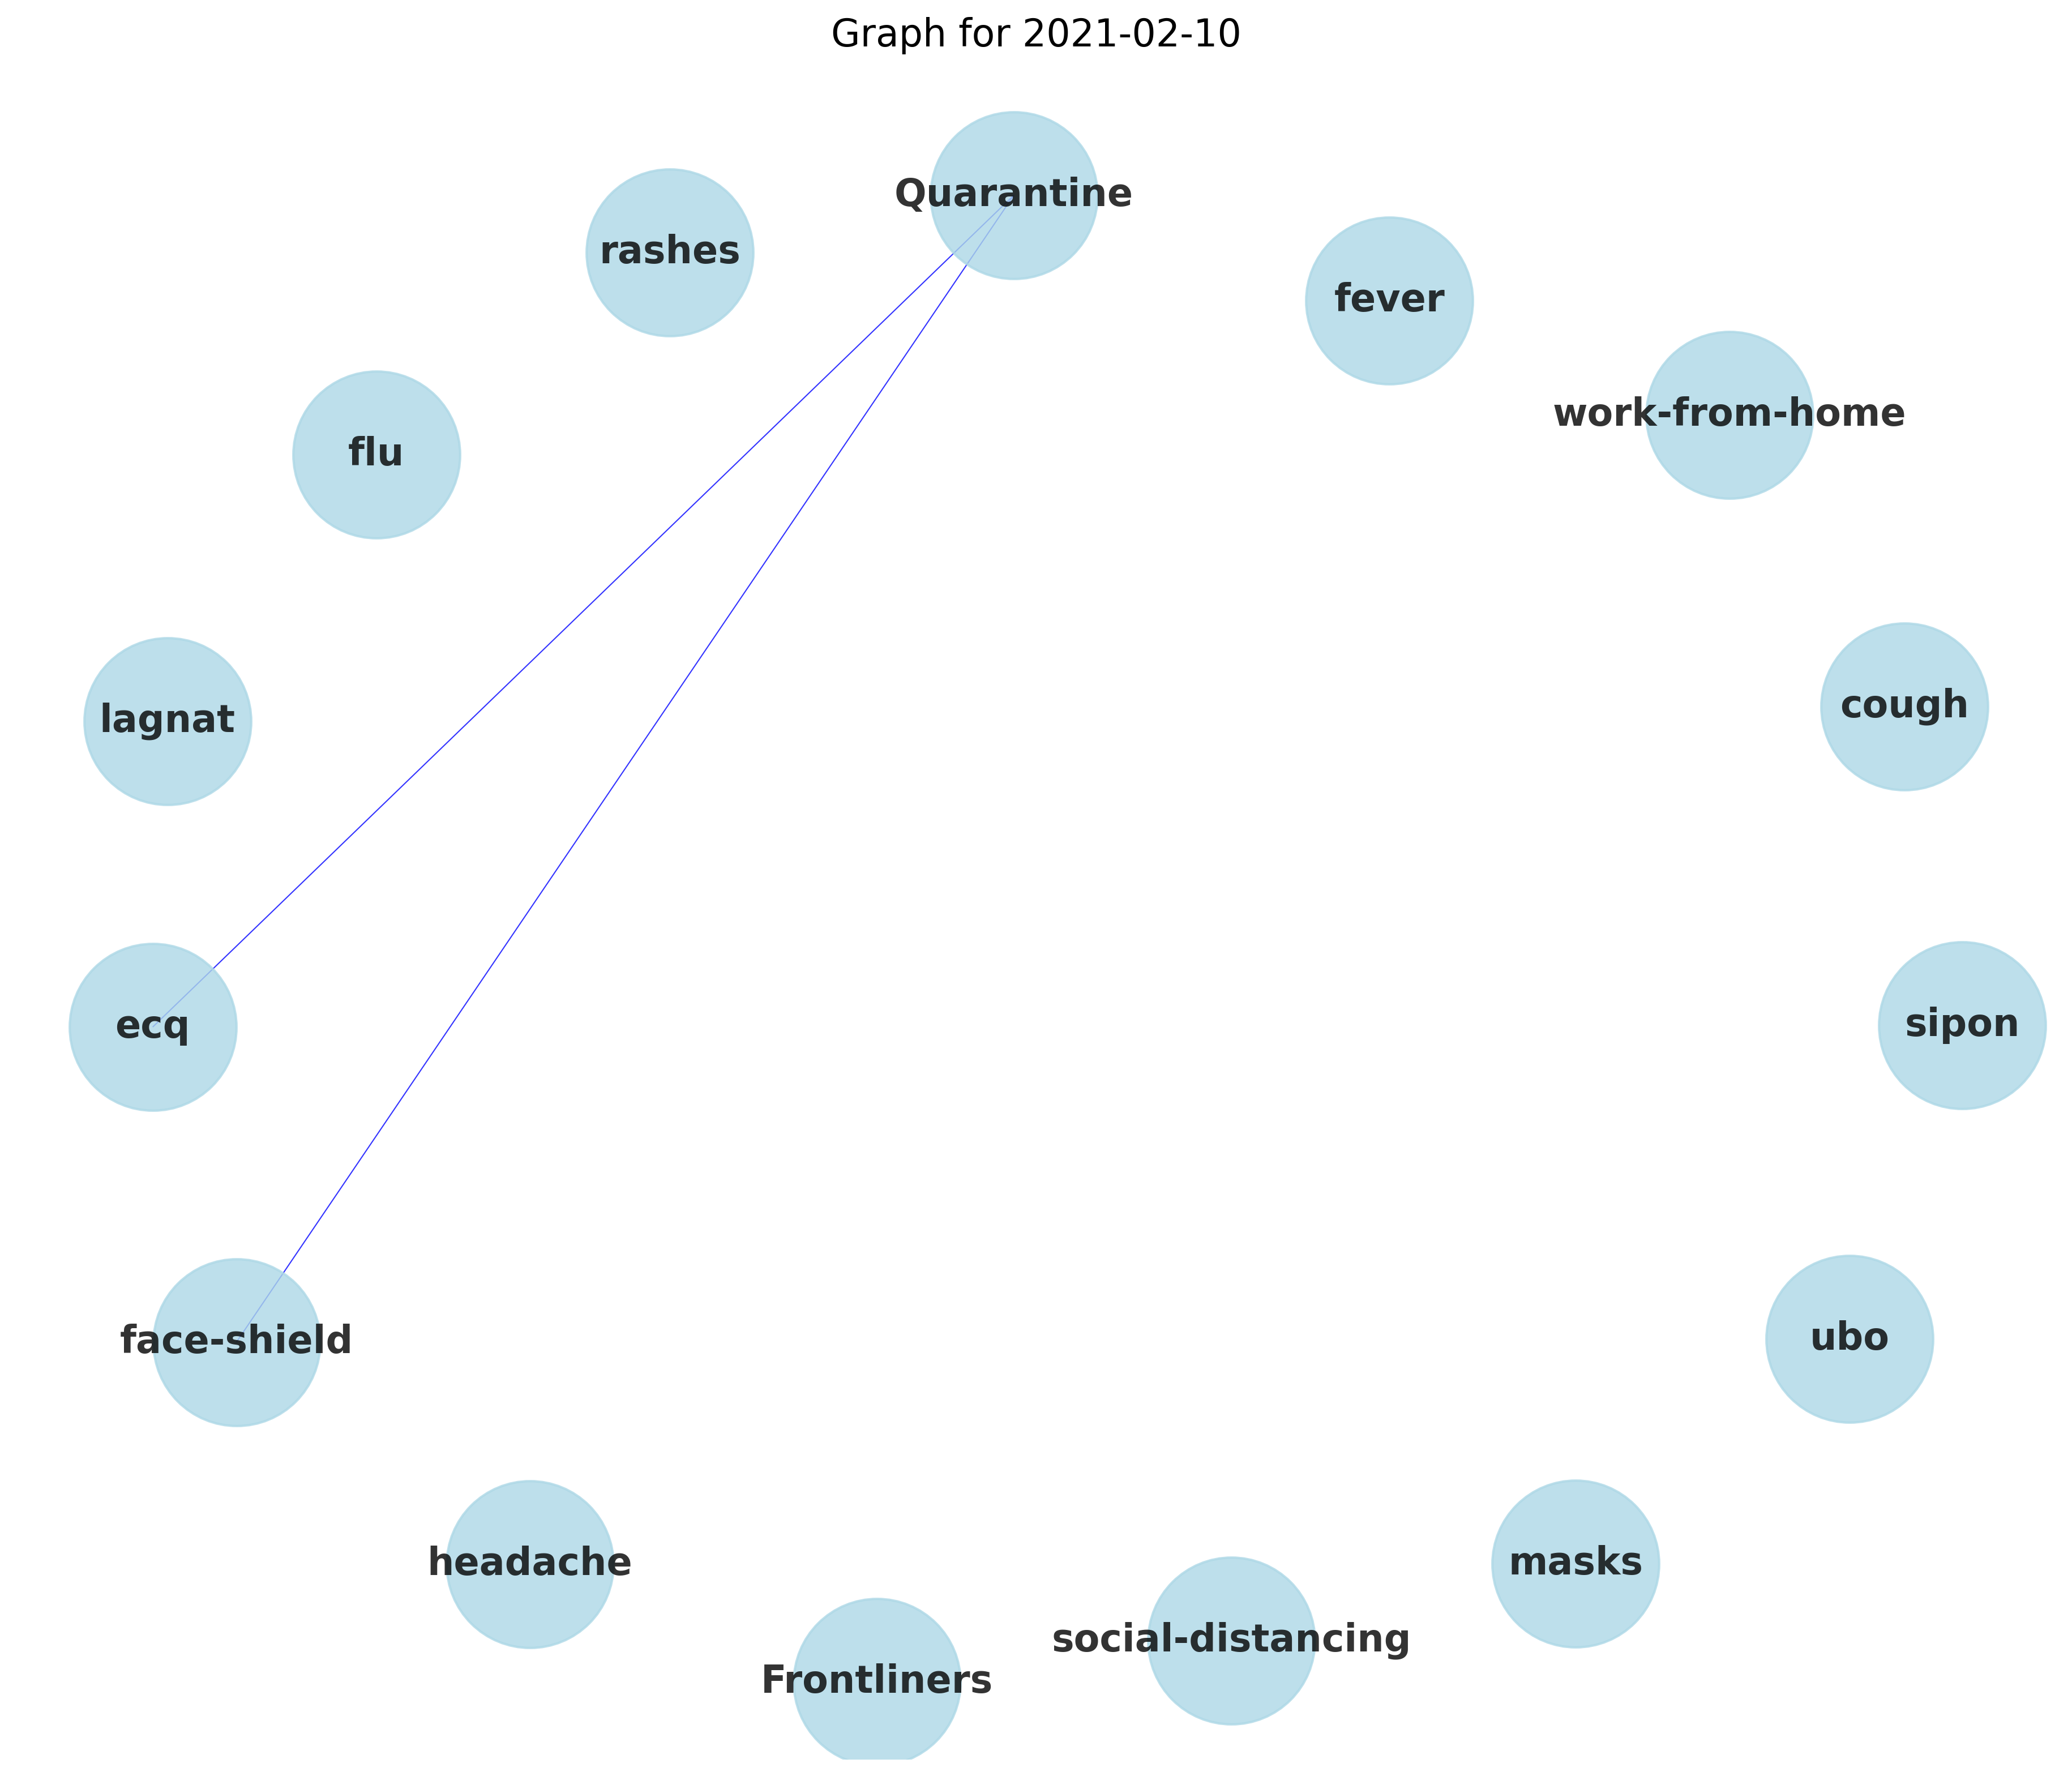 Graph for 2021-02-10
Quarantine
rashes
fever
work-from-home
flu
cough
lagnat
sipon
ecq
ubo
face-shield
masks
headache
social-distancing
Frontliners